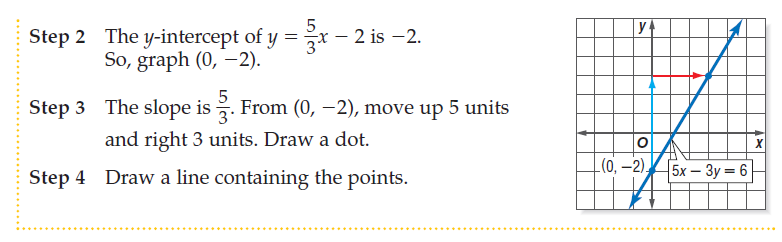 Step 2 The y-intercept of y = 5/3x − 2 is −2.
So, graph (0, −2).
Step 3 The slope is 5/3. From (0, −2), move up 5 units
and right 3 units. Draw a dot.
Step 4 Draw a line containing the points.
y
O
x
(0, −2)
5x − 3y = 6